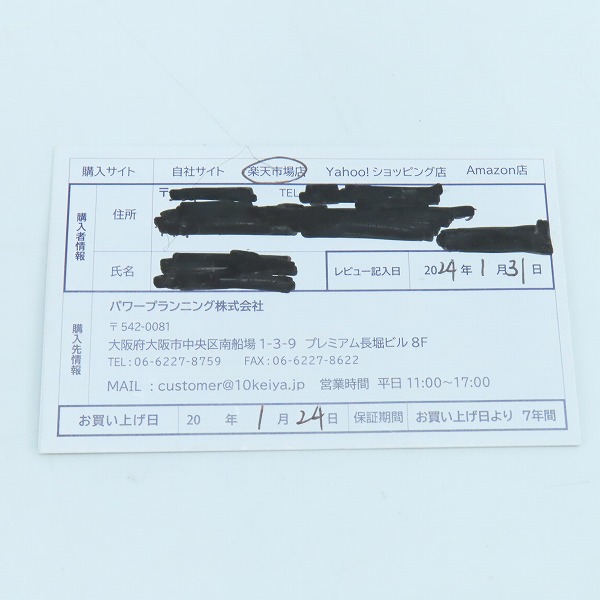 購入サイト 自社サイト 楽天市場店 Yahoo!ショッピング店 Amazon店
購入者情報
住所 〒 TEL
氏名 レビュー記入日 2024年 1月 31日
購入先情報
パワープランニング株式会社
〒542-0081
大阪府大阪市中央区南船場1-3-9 プレミアム長堀ビル8F
TEL:06-6227-8759 FAX:06-6227-8622
MAIL : customer@10keiya.jp 営業時間 平日11:00~17:00
お買い上げ日 20 年 1月 24日 保証期間 お買い上げ日より 7年間